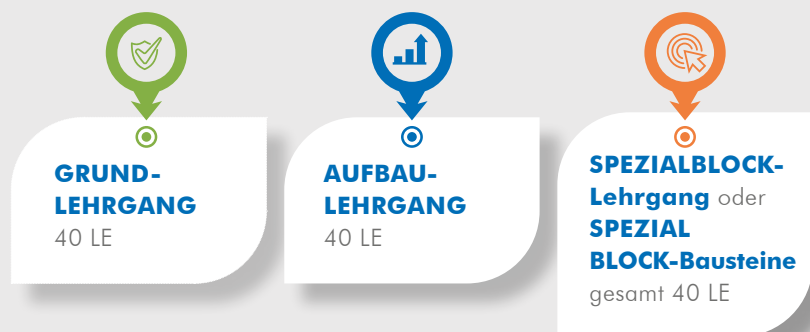 GRUND-
LEHRGANG
40 LE
AUFBAU-
LEHRGANG
40 LE
SPEZIALBLOCK-
Lehrgang oder
SPEZIAL
BLOCK-Bausteine
gesamt 40 LE